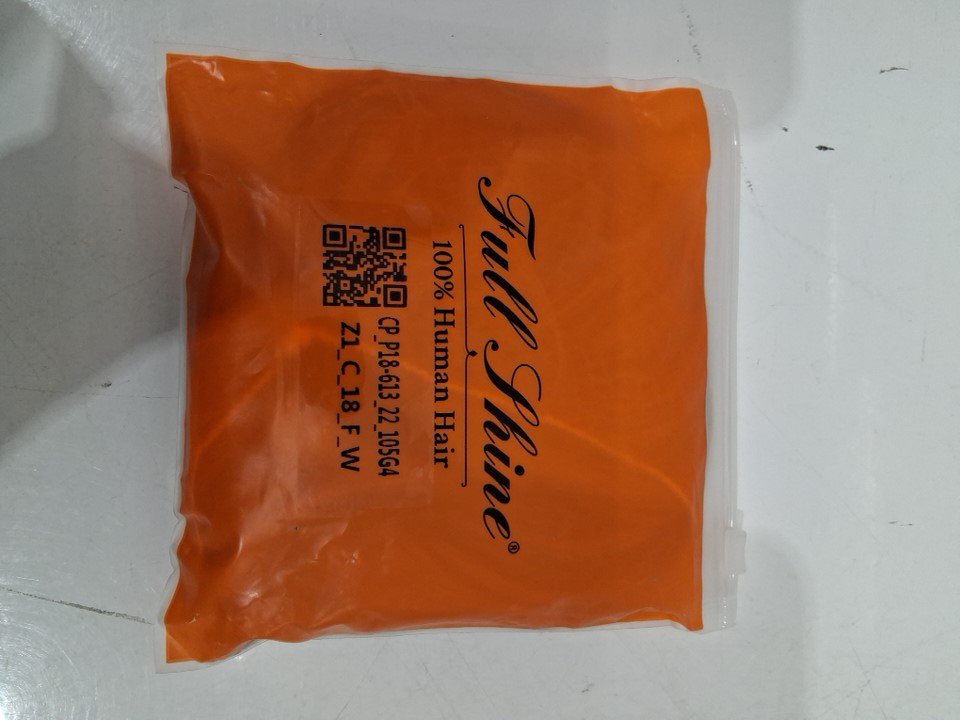 Full Shine®
100% Human Hair
CP_P18-613_22_105G4
Z1_C_18_F_W